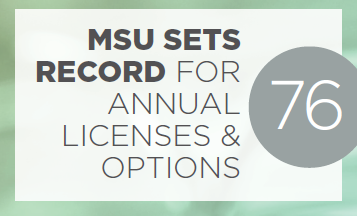 MSU SETS
RECORD FOR
ANNUAL
LICENSES &
OPTIONS
76